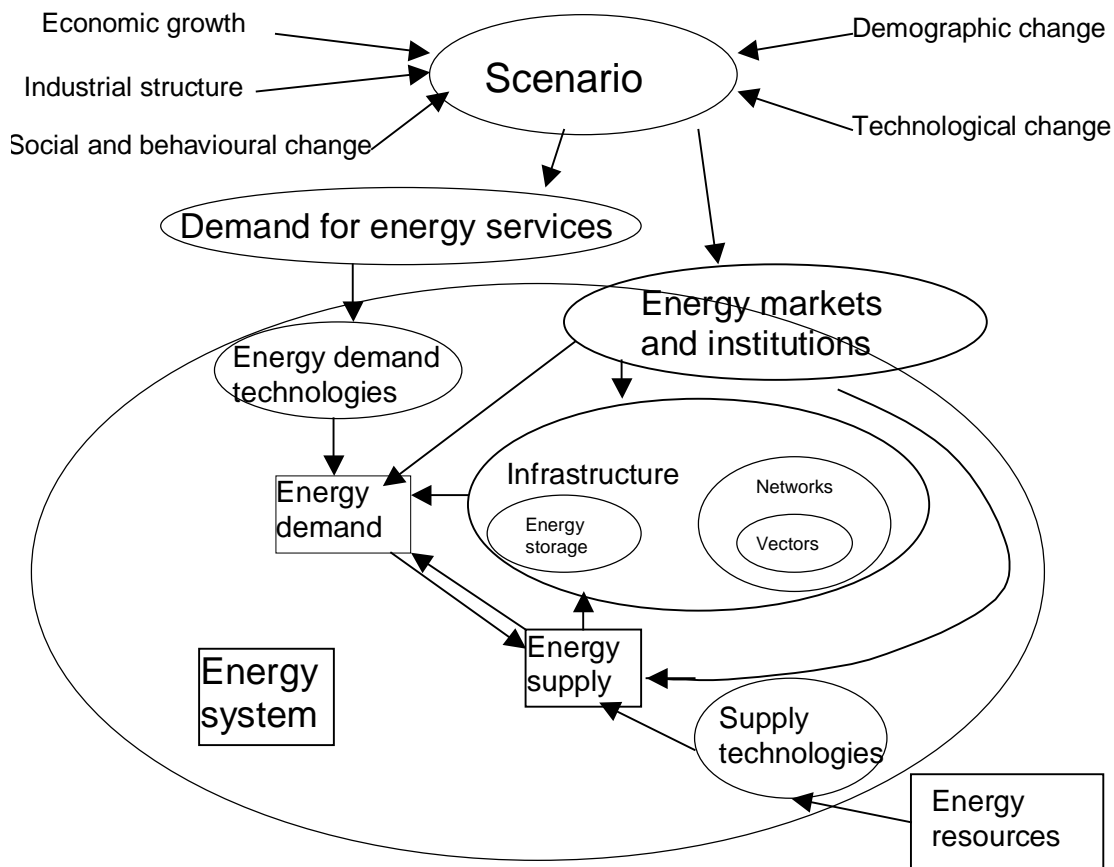 Economic growth
Demographic change
Scenario
Industrial structure
Technological change
Social and behavioural change
Demand for energy services
Energy markets
and institutions
Energy demand
technologies
Infrastructure
Networks
Energy
demand
Energy
storage
Vectors
Energy
supply
Energy
system
Supply
technologies
Energy
resources